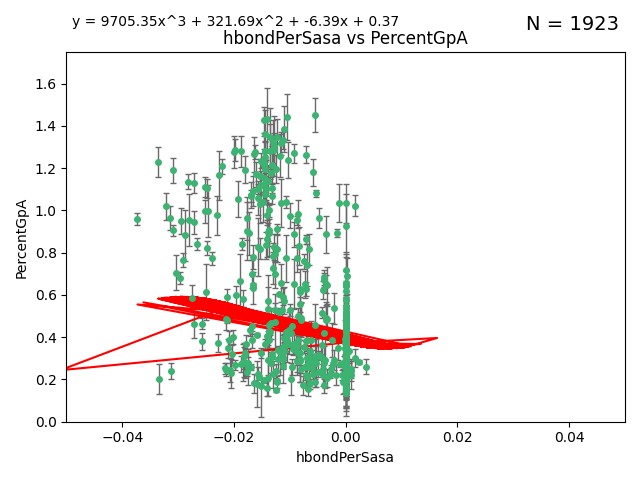 y = 9705.35x^3 + 321.69x^2 + -6.39x + 0.37
N = 1923
hbondPerSasa vs PercentGpA
PercentGpA
1.6
1.4
1.2
1.0
0.8
0.6
0.4
0.2
0.0
−0.04
−0.02
0.00
0.02
0.04
hbondPerSasa